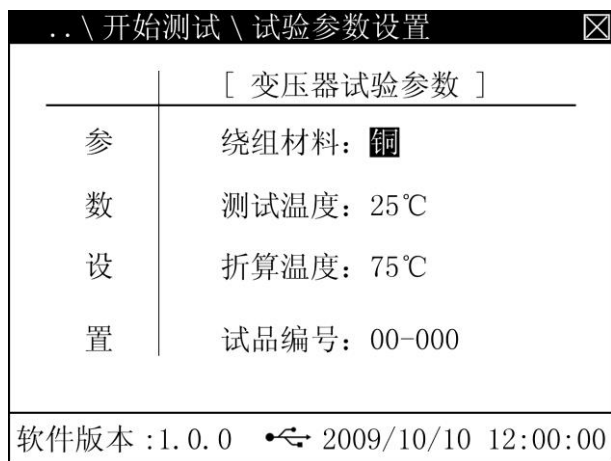 ..\开始测试\试验参数设置
[ 变压器试验参数 ]
参 绕组材料：铜
数 测试温度：25℃
设 折算温度：75℃
置 试品编号：00-000
软件版本:1.0.0 2009/10/10 12:00:00